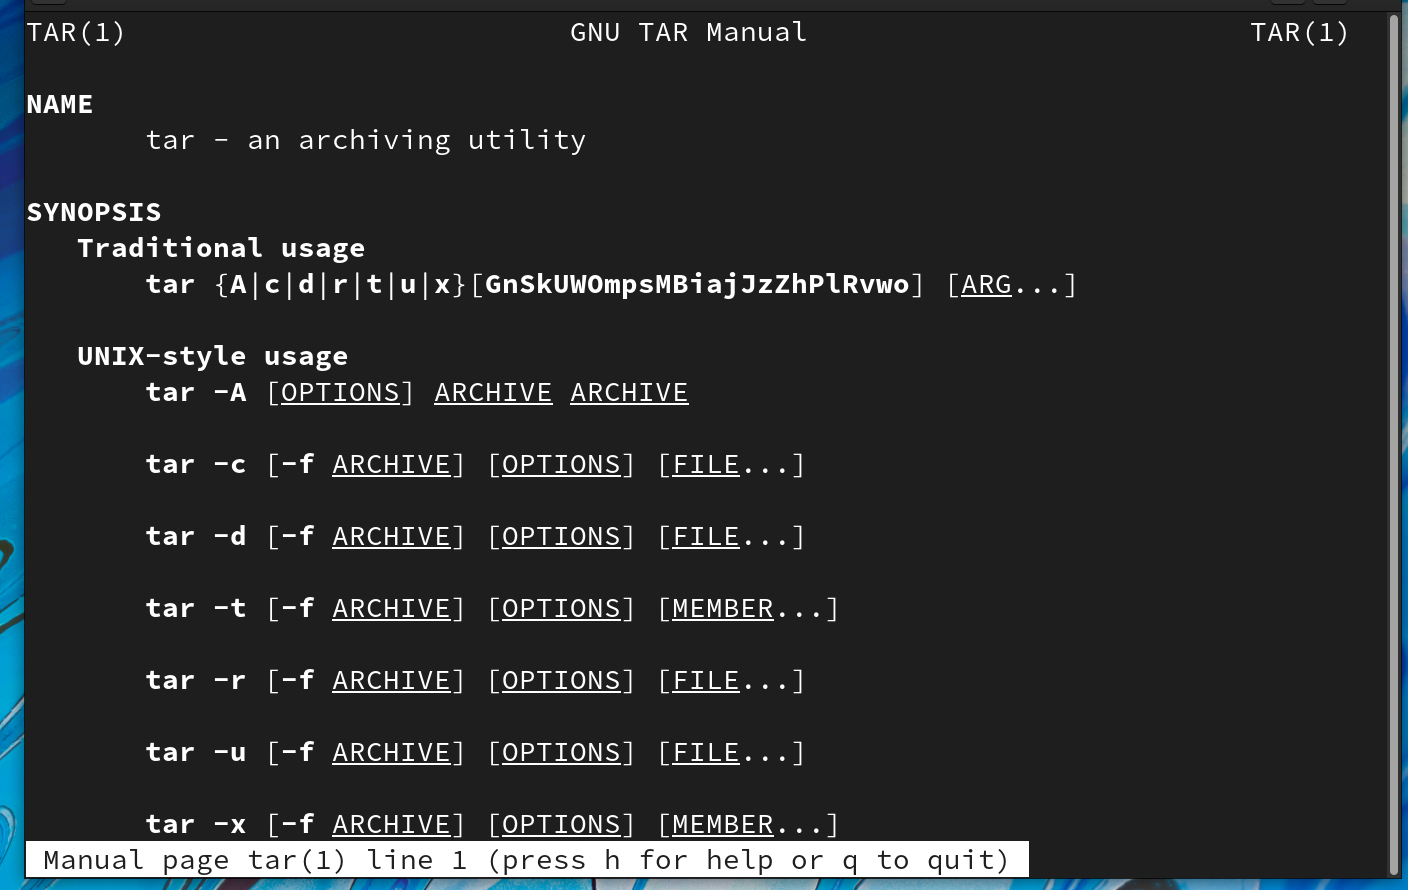 TAR(1) GNU TAR Manual TAR(1)
NAME
tar - an archiving utility
SYNOPSIS
Traditional usage
tar {A|c|d|r|t|u|x}[GnSkUWOmpsMBiajJzZhPlRvwo] [ARG...]
UNIX-style usage
tar -A [OPTIONS] ARCHIVE ARCHIVE
tar -c [-f ARCHIVE] [OPTIONS] [FILE...]
tar -d [-f ARCHIVE] [OPTIONS] [FILE...]
tar -t [-f ARCHIVE] [OPTIONS] [MEMBER...]
tar -r [-f ARCHIVE] [OPTIONS] [FILE...]
tar -u [-f ARCHIVE] [OPTIONS] [FILE...]
tar -x [-f ARCHIVE] [OPTIONS] [MEMBER...]
Manual page tar(1) line 1 (press h for help or q to quit)